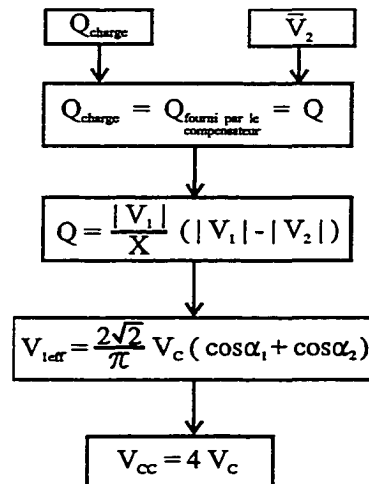 Q_charge
V̅_2
Q_charge = Q_fourni par le compensateur = Q
Q = |V_1| / X (|V_1| - |V_2|)
V_1eff = 2√2 / π V_C (cosα_1 + cosα_2)
V_CC = 4 V_C